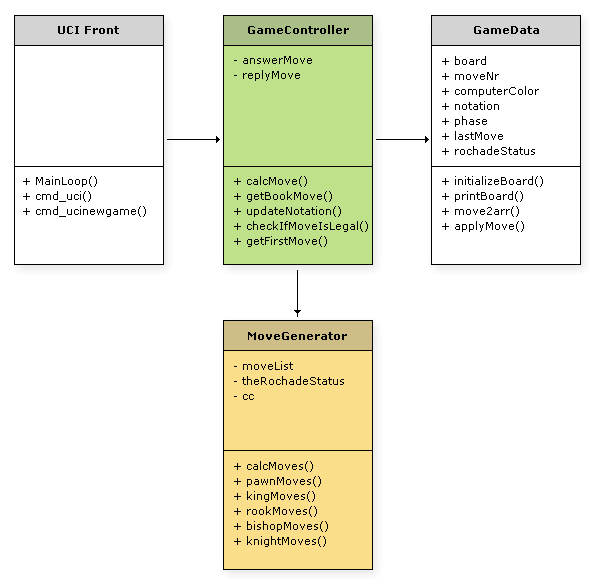 UCI Front
+ MainLoop()
+ cmd_uci()
+ cmd_ucinewgame()
GameController
- answerMove
- replyMove
+ calcMove()
+ getBookMove()
+ updateNotation()
+ checkIfMoveIsLegal()
+ getFirstMove()
GameData
+ board
+ moveNr
+ computerColor
+ notation
+ phase
+ lastMove
+ rochadeStatus
+ initializeBoard()
+ printBoard()
+ move2arr()
+ applyMove()
MoveGenerator
- moveList
- theRochadeStatus
- cc
+ calcMoves()
+ pawnMoves()
+ kingMoves()
+ rookMoves()
+ bishopMoves()
+ knightMoves()